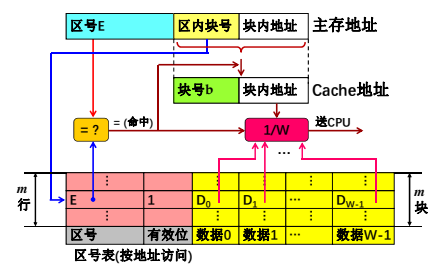 区号E 区内块号 块内地址 主存地址
块号b 块内地址 Cache地址
= ? = (命中) 1/W 送CPU
...
m 行 ⋮ ⋮ ⋮ ⋮ ⋮ m 块
E 1 D0 D1 ... DW-1
⋮ ⋮ ⋮ ⋮ ⋮
区号 有效位 数据0 数据1 ... 数据W-1
区号表(按地址访问)